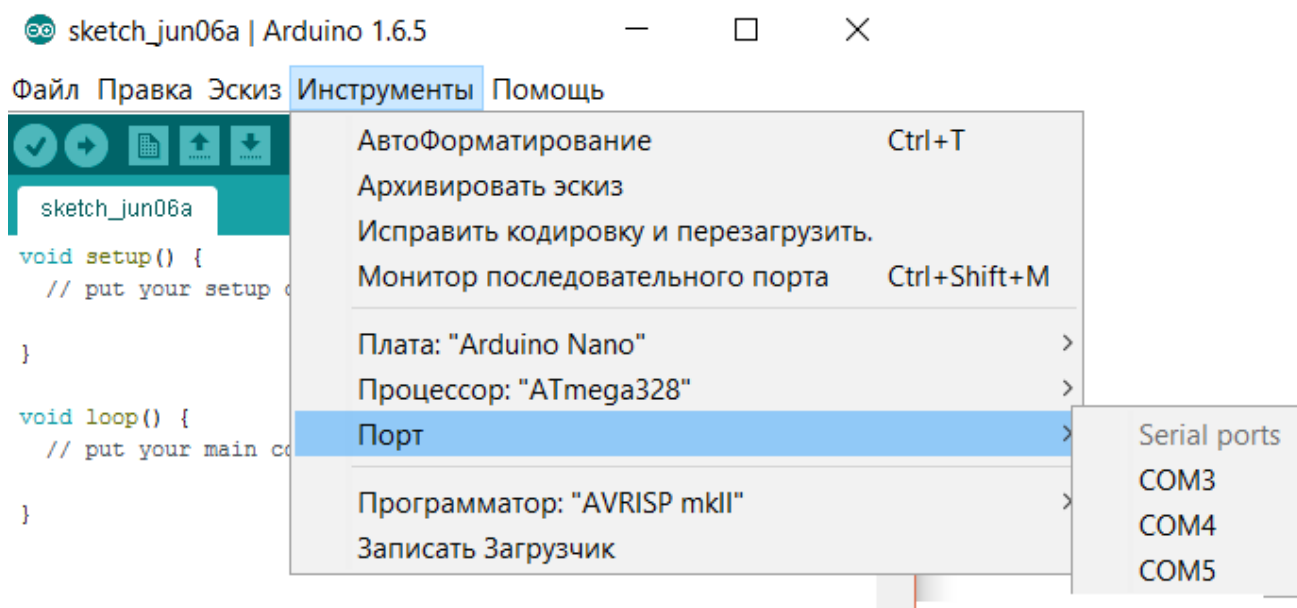 sketch_jun06a | Arduino 1.6.5
Файл Правка Эскиз Инструменты Помощь
sketch_jun06a
void setup() {
// put your setup
}
void loop() {
// put your main
}
АвтоФорматирование Ctrl+T
Архивировать эскиз
Исправить кодировку и перезагрузить.
Монитор последовательного порта Ctrl+Shift+M
Плата: "Arduino Nano"
Процессор: "ATmega328"
Порт
Программатор: "AVRISP mkII"
Записать Загрузчик
Serial ports
COM3
COM4
COM5